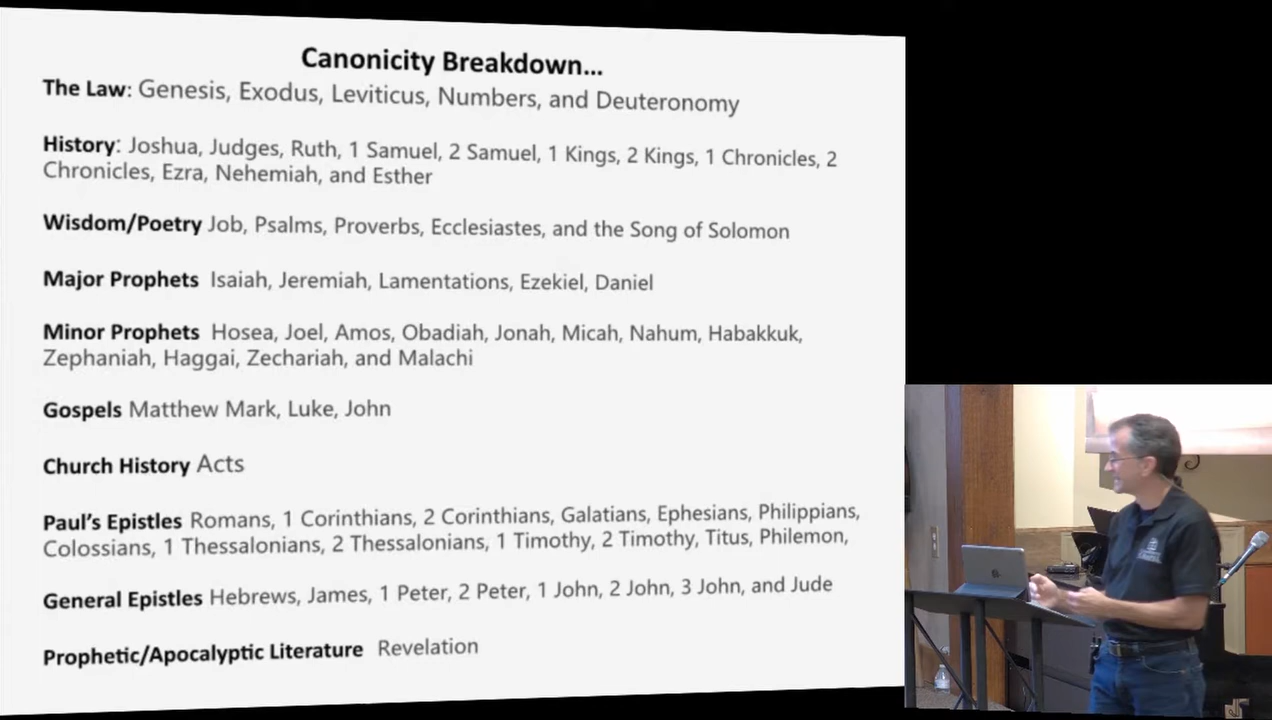 Canonicity Breakdown...
The Law: Genesis, Exodus, Leviticus, Numbers, and Deuteronomy
History: Joshua, Judges, Ruth, 1 Samuel, 2 Samuel, 1 Kings, 2 Kings, 1 Chronicles, 2
Chronicles, Ezra, Nehemiah, and Esther
Wisdom/Poetry Job, Psalms, Proverbs, Ecclesiastes, and the Song of Solomon
Major Prophets Isaiah, Jeremiah, Lamentations, Ezekiel, Daniel
Minor Prophets Hosea, Joel, Amos, Obadiah, Jonah, Micah, Nahum, Habakkuk,
Zephaniah, Haggai, Zechariah, and Malachi
Gospels Matthew Mark, Luke, John
Church History Acts
Paul's Epistles Romans, 1 Corinthians, 2 Corinthians, Galatians, Ephesians, Philippians,
Colossians, 1 Thessalonians, 2 Thessalonians, 1 Timothy, 2 Timothy, Titus, Philemon,
General Epistles Hebrews, James, 1 Peter, 2 Peter, 1 John, 2 John, 3 John, and Jude
Prophetic/Apocalyptic Literature Revelation